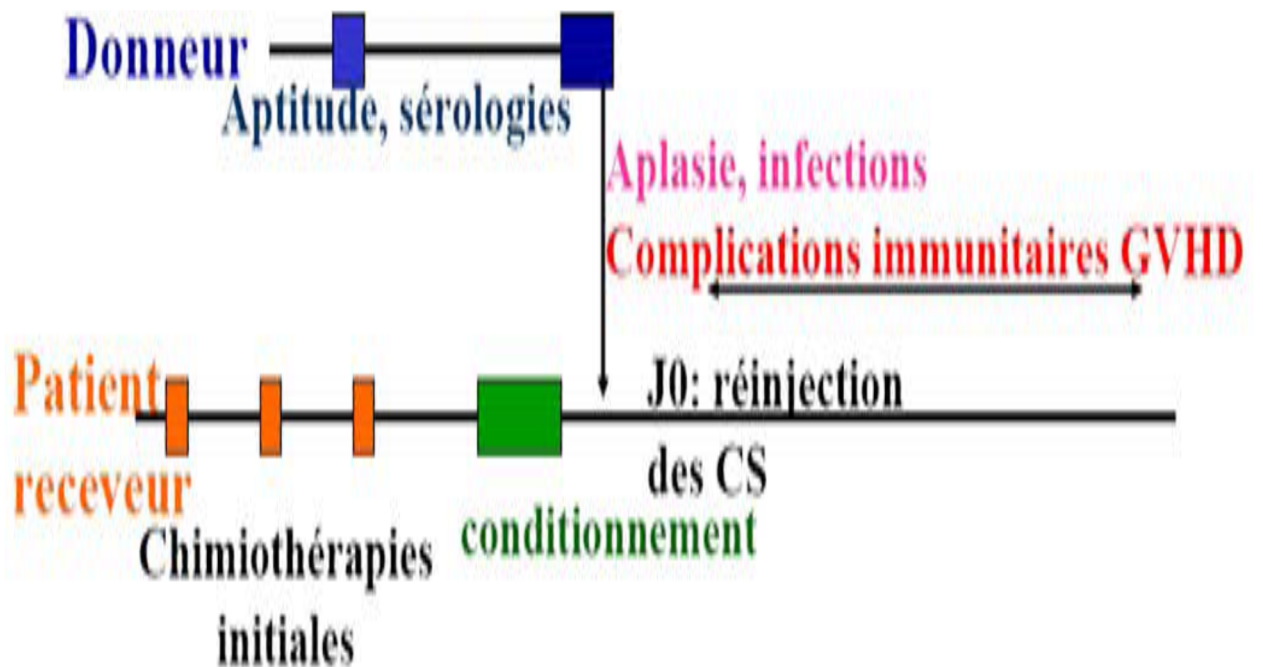 Donneur
Aptitude, sérologies
Aplasie, infections
Complications immunitaires GVHD
Patient
receveur
J0: réinjection
des CS
conditionnement
Chimiothérapies
initiales